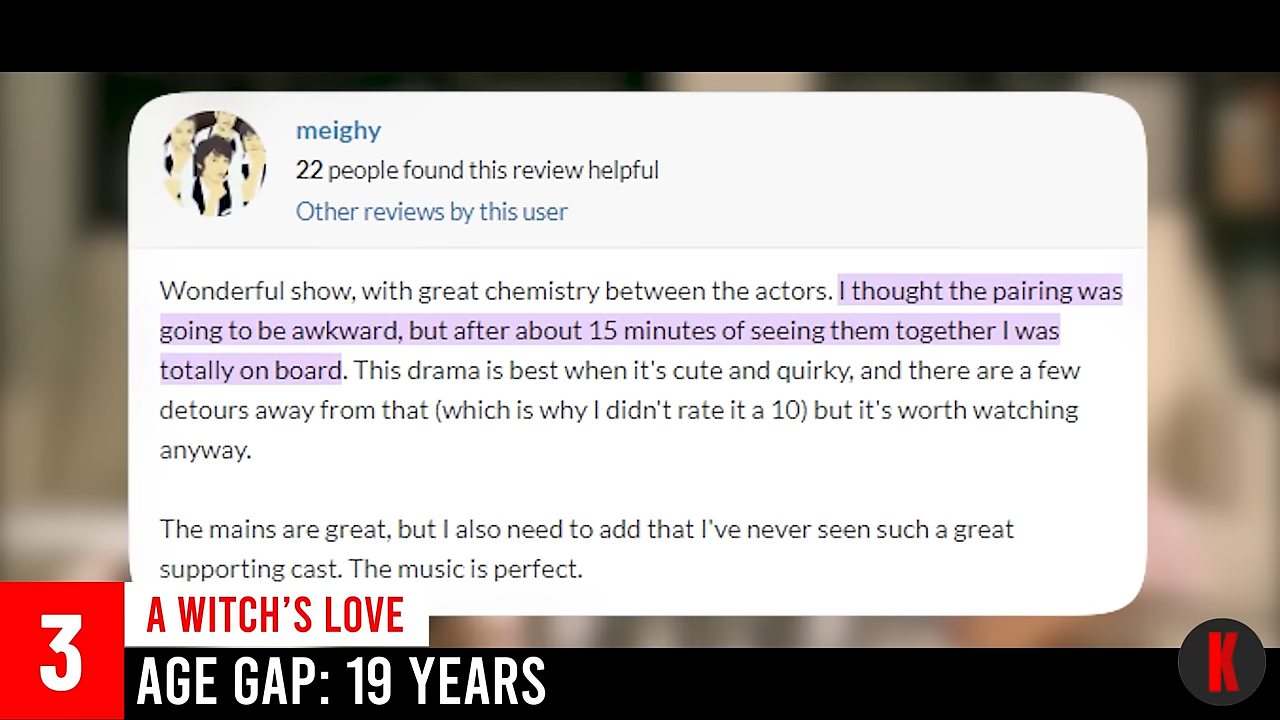 meighy
22 people found this review helpful
Other reviews by this user
Wonderful show, with great chemistry between the actors. I thought the pairing was
going to be awkward, but after about 15 minutes of seeing them together I was
totally on board. This drama is best when it's cute and quirky, and there are a few
detours away from that (which is why I didn't rate it a 10) but it's worth watching
anyway.
The mains are great, but I also need to add that I've never seen such a great
supporting cast. The music is perfect.
3
A WITCH’S LOVE
AGE GAP: 19 YEARS
K